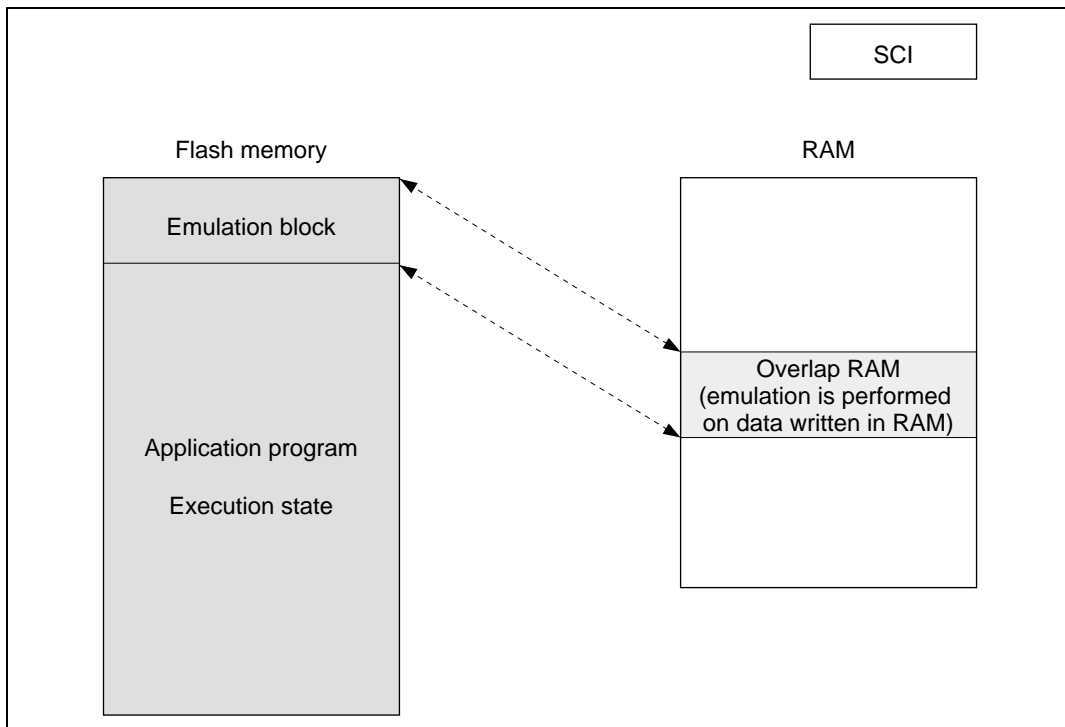 SCI
Flash memory
RAM
Emulation block
Overlap RAM
(emulation is performed
on data written in RAM)
Application program
Execution state